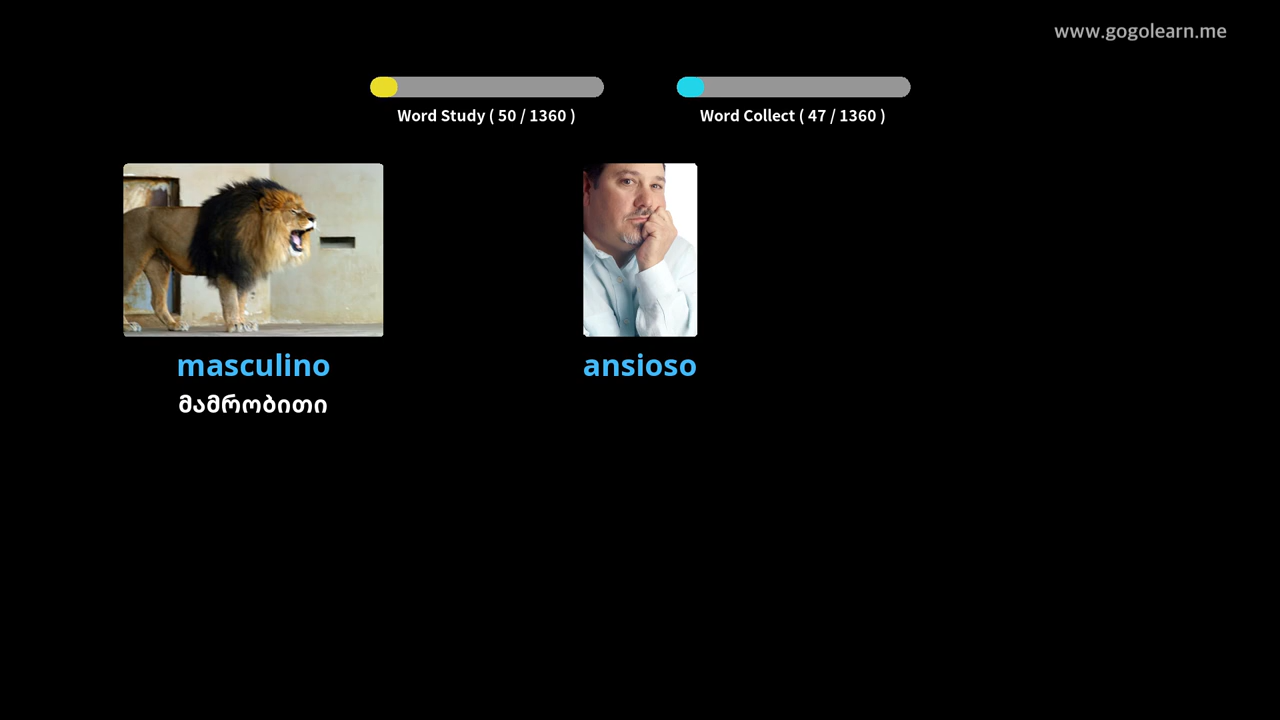 www.gogolearn.me
Word Study ( 50 / 1360 )
Word Collect ( 47 / 1360 )
masculino
მამრობითი
ansioso